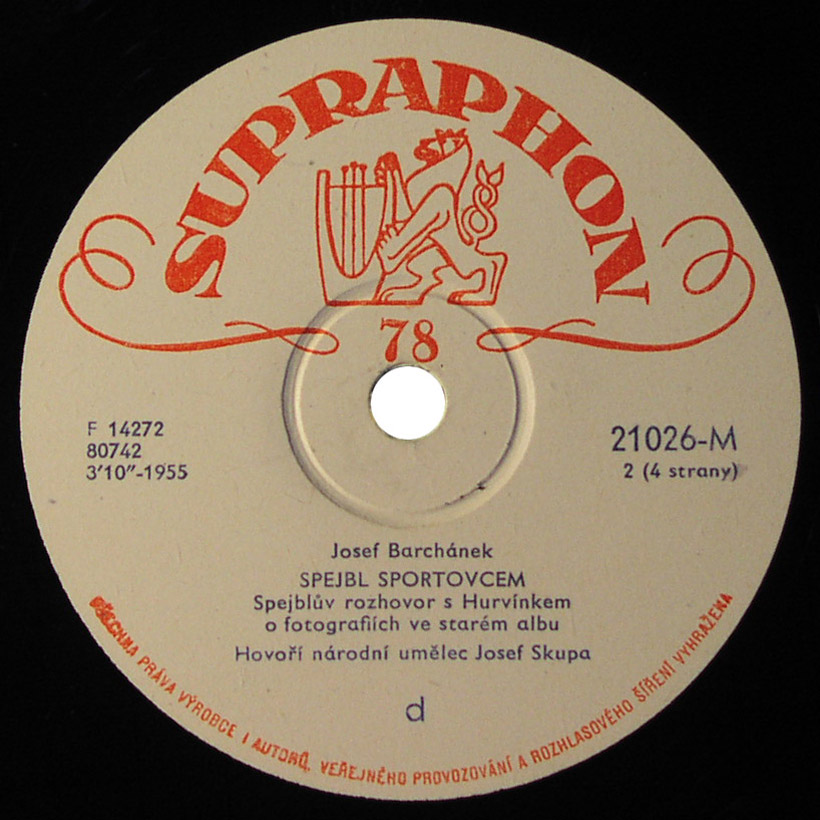 SUPRAPHON
78
F 14272
80742
3'10"-1955
21026-M
2 (4 strany)
Josef Barchánek
SPEJBL SPORTOVCEM
Spejblův rozhovor s Hurvínkem
o fotografiích ve starém albu
Hovoří národní umělec Josef Skupa
d
VŠECHNA PRÁVA VÝROBCE I AUTORŮ, VEŘEJNÉHO PROVOZOVÁNÍ A ROZHLASOVÉHO ŠÍŘENÍ VYHRAŽENA